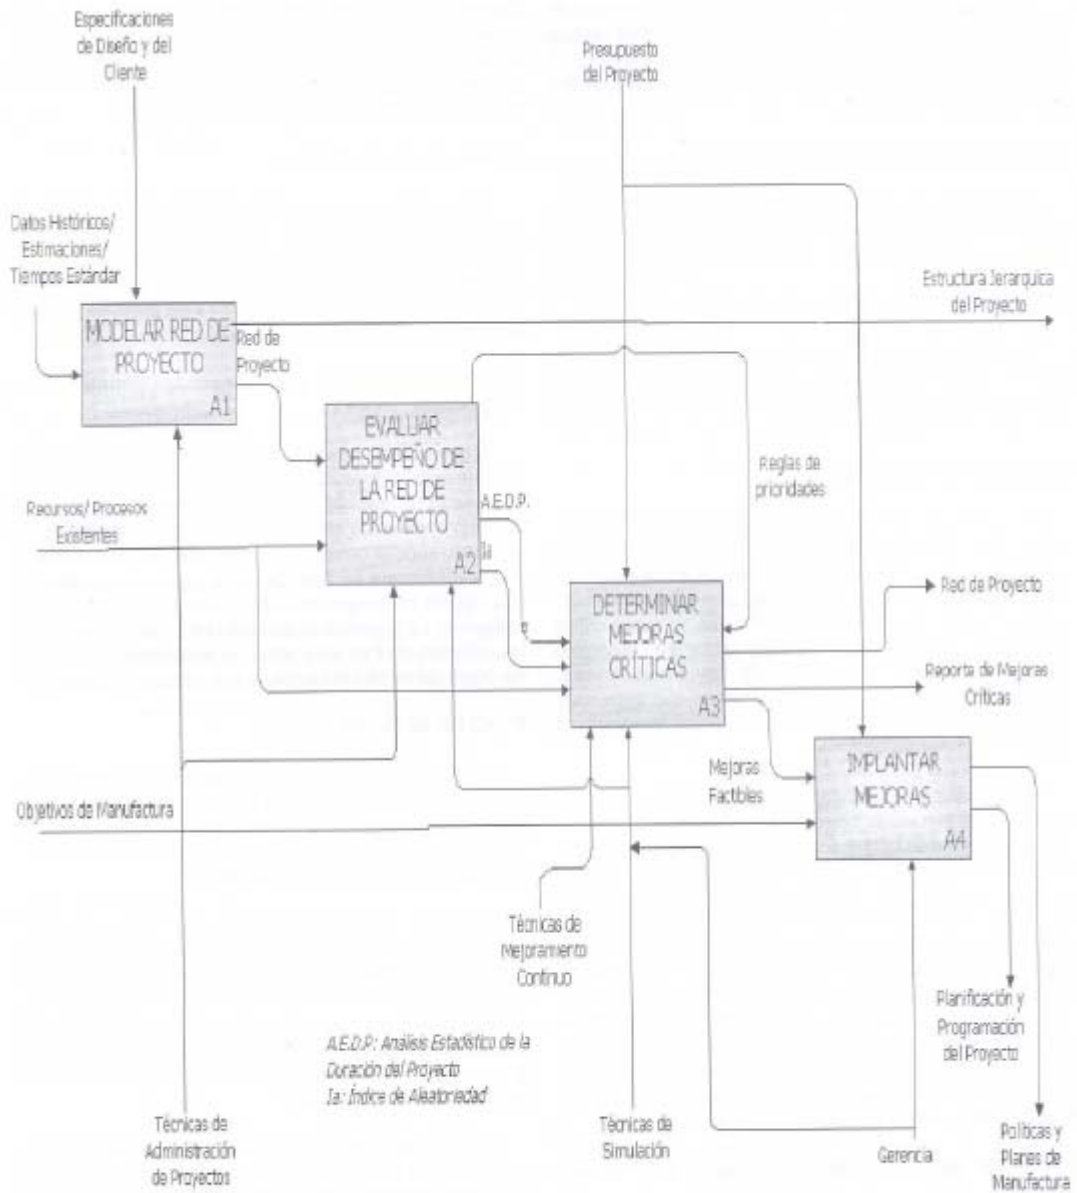 Especificaciones
de Diseño y del
Cliente
Presupuesto
del Proyecto
Datos Históricos/
Estimaciones/
Tiempos Estándar
Estructura Jerarquica
del Proyecto
MODELAR RED DE
PROYECTO
A1
Red de
Proyecto
EVALUAR
DESEMPEÑO DE
LA RED DE
PROYECTO
A2
Reglas de
prioridades
A.E.D.P.
Ia
Recursos/ Procesos
Existentes
DETERMINAR
MEJORAS
CRÍTICAS
A3
Red de Proyecto
Reporte de Mejoras
Críticas
Mejoras
Factibles
IMPLANTAR
MEJORAS
A4
Objetivos de Manufactura
Técnicas de
Mejoramiento
Continuo
Planificación y
Programación
del Proyecto
A.E.D.P: Análisis Estadístico de la
Duración del Proyecto
Ia: Índice de Aleatoriedad
Técnicas de
Administración
de Proyectos
Técnicas de
Simulación
Gerencia
Políticas y
Planes de
Manufactura